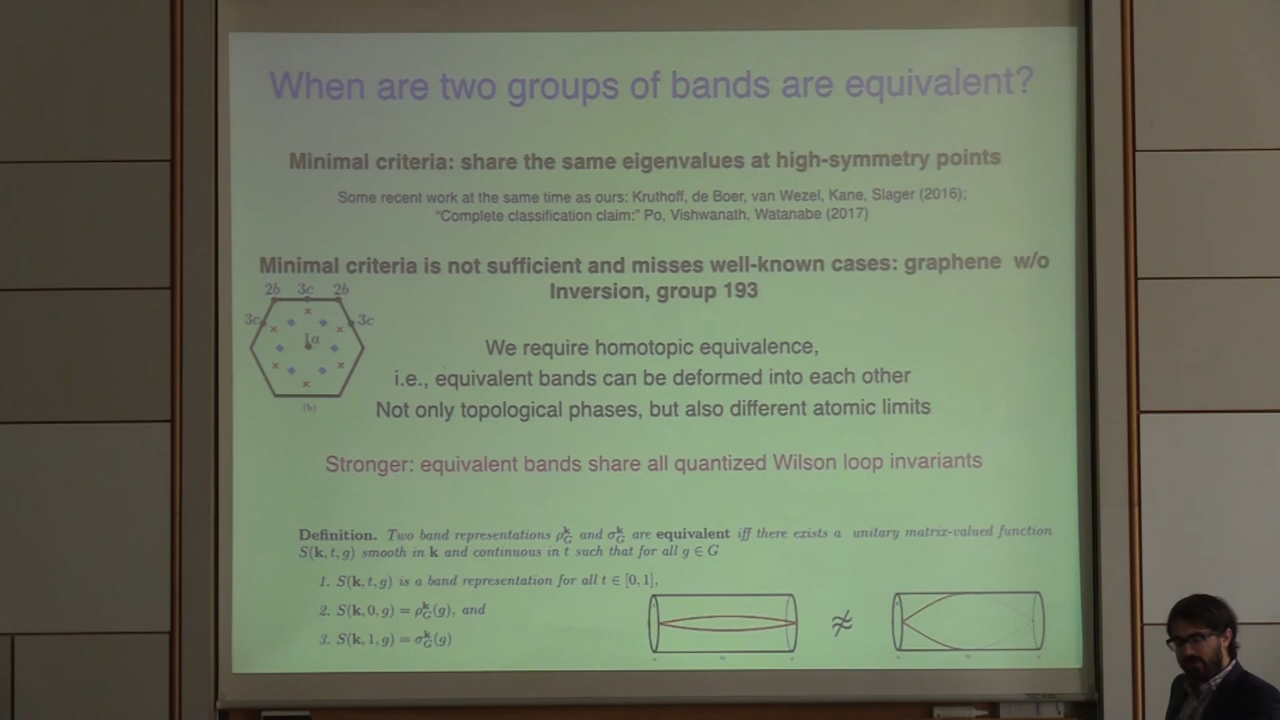 When are two groups of bands are equivalent?
Minimal criteria: share the same eigenvalues at high-symmetry points
Some recent work at the same time as ours: Kruthoff, de Boer, van Wezel, Kane, Slager (2016);
"Complete classification claim:" Po, Vishwanath, Watanabe (2017)
Minimal criteria is not sufficient and misses well-known cases: graphene w/o
Inversion, group 193
2b 3c 2b
3c 3c
1a
(b)
We require homotopic equivalence,
i.e., equivalent bands can be deformed into each other
Not only topological phases, but also different atomic limits
Stronger: equivalent bands share all quantized Wilson loop invariants
Definition. Two band representations ρ_G^k and σ_G^k are equivalent iff there exists a unitary matrix-valued function
S(k, t, g) smooth in k and continuous in t such that for all g ∈ G
1. S(k, t, g) is a band representation for all t ∈ [0, 1],
2. S(k, 0, g) = ρ_G^k(g), and
3. S(k, 1, g) = σ_G^k(g)
≉